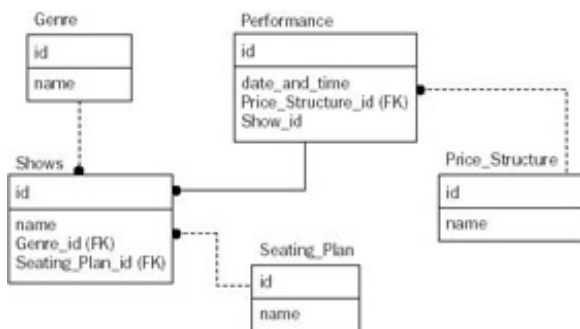 Genre
id
name
Performance
id
date_and_time
Price_Structure_id (FK)
Show_id
Shows
id
name
Genre_id (FK)
Seating_Plan_id (FK)
Price_Structure
id
name
Seating_Plan
id
name